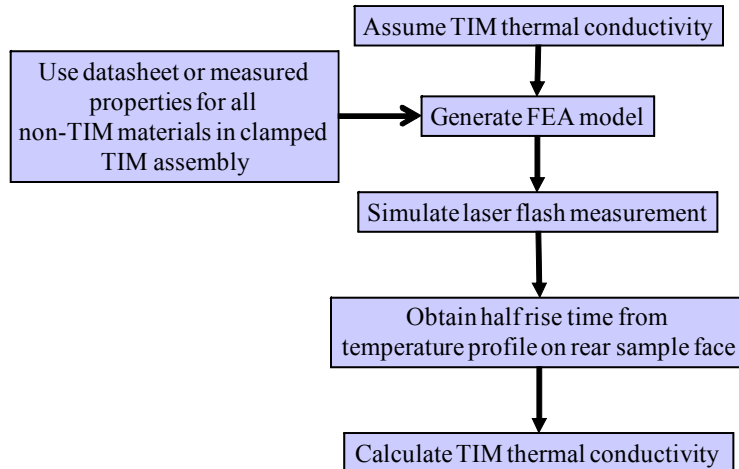 Assume TIM thermal conductivity
Use datasheet or measured
properties for all
non-TIM materials in clamped
TIM assembly
Generate FEA model
Simulate laser flash measurement
Obtain half rise time from
temperature profile on rear sample face
Calculate TIM thermal conductivity